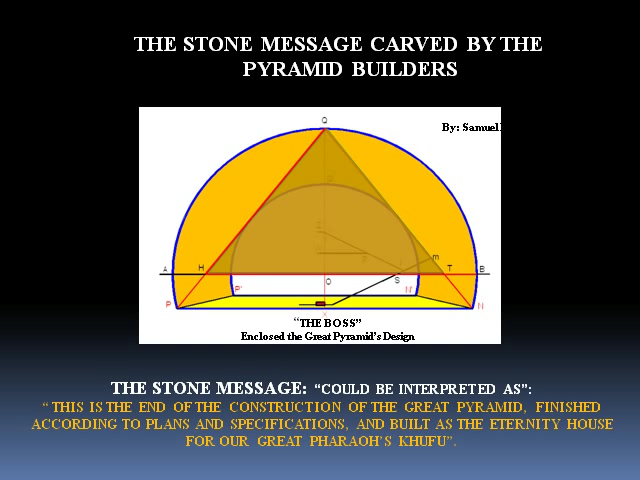 THE STONE MESSAGE CARVED BY THE
PYRAMID BUILDERS
By: Samuel
Q
A H O S T B
m
P P' N' N
"THE BOSS"
Enclosed the Great Pyramid's Design
THE STONE MESSAGE: "COULD BE INTERPRETED AS":
" THIS IS THE END OF THE CONSTRUCTION OF THE GREAT PYRAMID, FINISHED
ACCORDING TO PLANS AND SPECIFICATIONS, AND BUILT AS THE ETERNITY HOUSE
FOR OUR GREAT PHARAOH'S KHUFU".